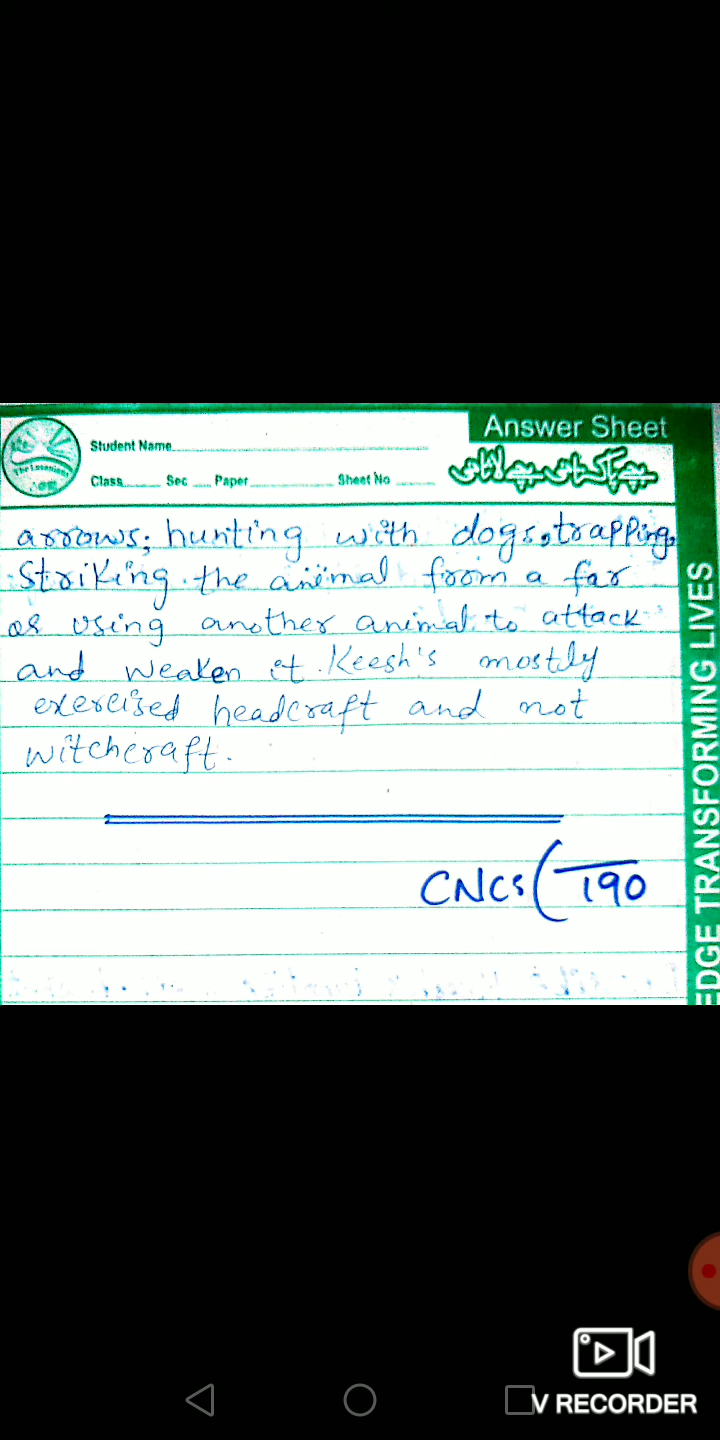 Answer Sheet
Student Name
Class Sec Paper Sheet No
arrows; hunting with dogs, trapping,
Striking the animal from a far
or using another animal to attack
and weaken it. Keesh's mostly
exercised headcraft and not
witchcraft.
CNCS ( 190
EDGE TRANSFORMING LIVES
V RECORDER